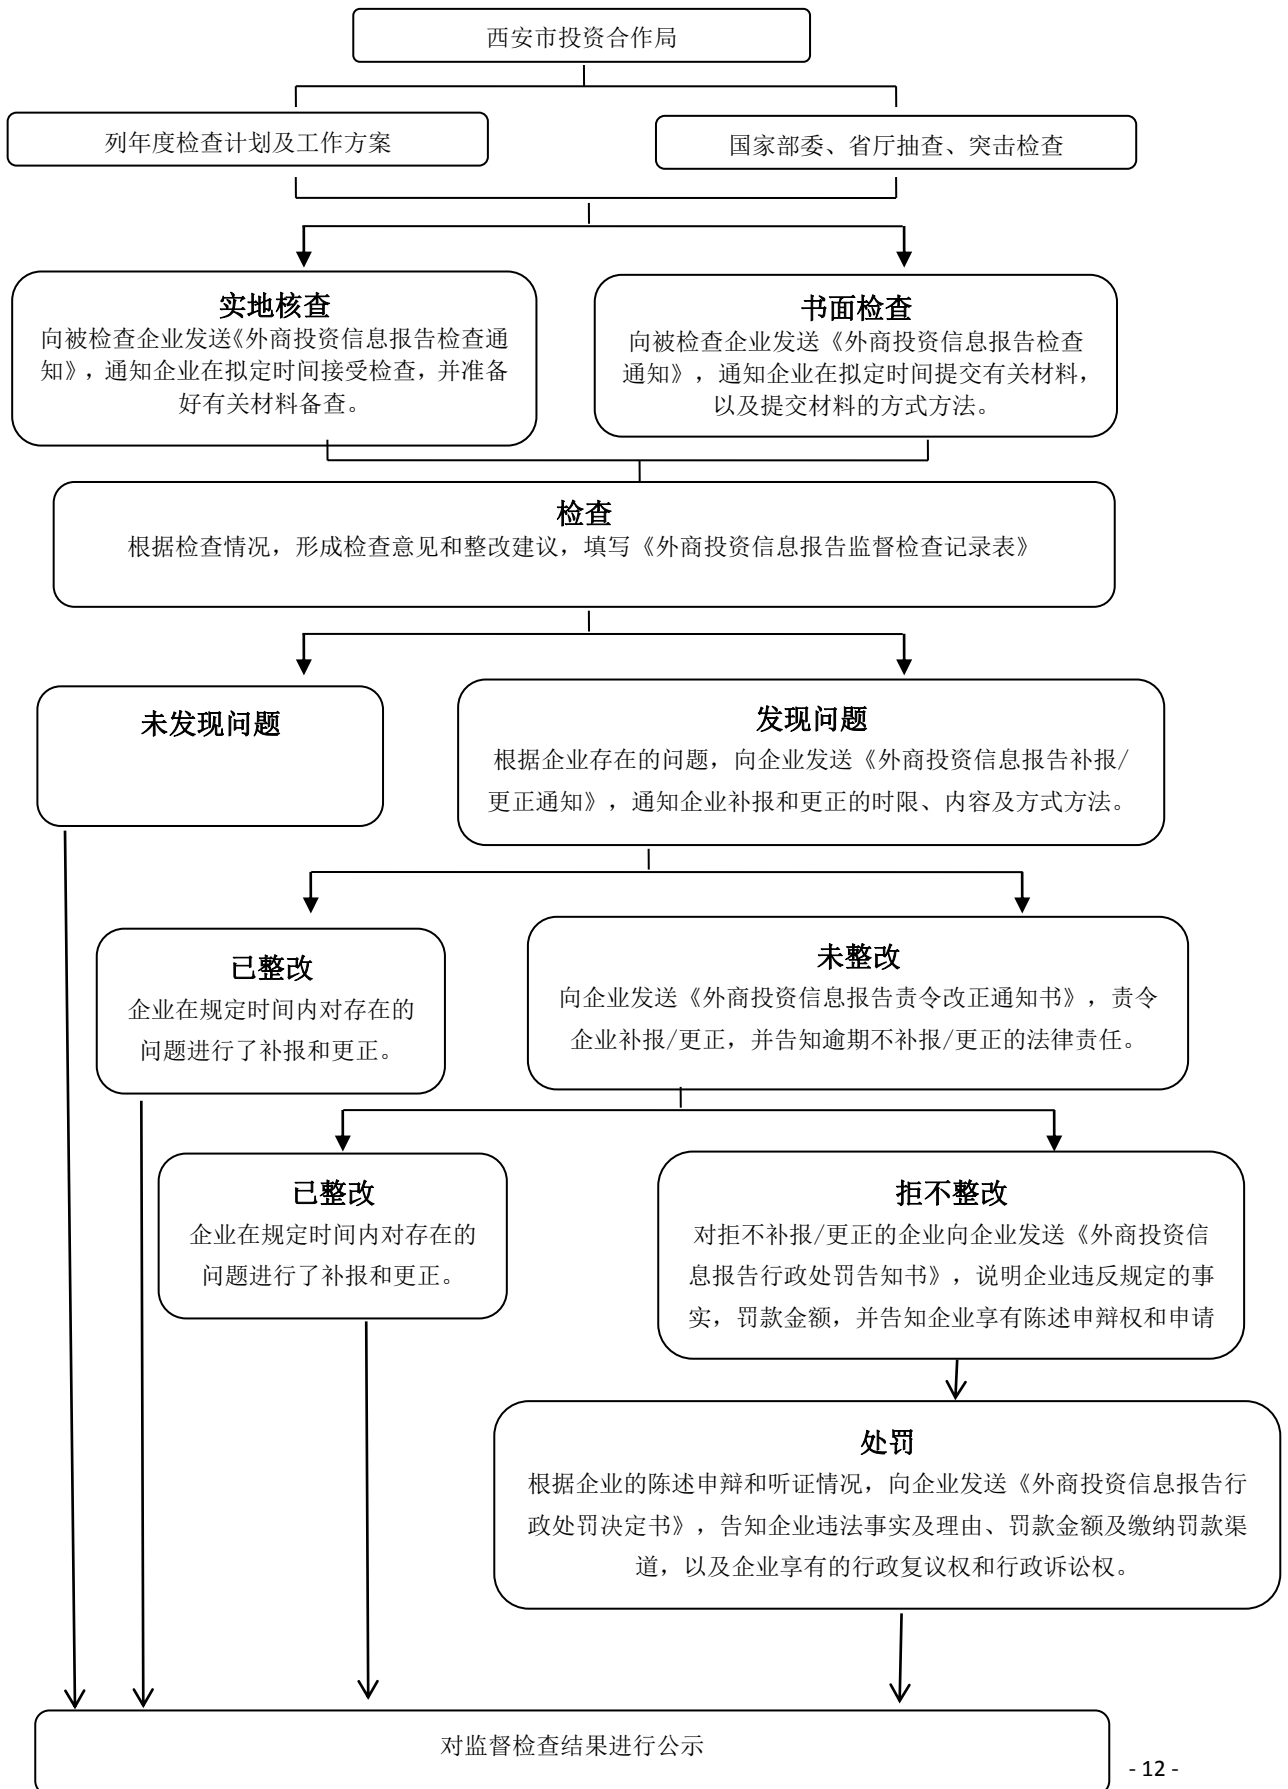 西安市投资合作局
列年度检查计划及工作方案
国家部委、省厅抽查、突击检查
实地核查
向被检查企业发送《外商投资信息报告检查通
知》，通知企业在拟定时间接受检查，并准备
好有关材料备查。
书面检查
向被检查企业发送《外商投资信息报告检查
通知》，通知企业在拟定时间提交有关材料，
以及提交材料的方式方法。
检查
根据检查情况，形成检查意见和整改建议，填写《外商投资信息报告监督检查记录表》
未发现问题
发现问题
根据企业存在的问题，向企业发送《外商投资信息报告补报/
更正通知》，通知企业补报和更正的时限、内容及方式方法。
已整改
企业在规定时间内对存在的
问题进行了补报和更正。
未整改
向企业发送《外商投资信息报告责令改正通知书》，责令
企业补报/更正，并告知逾期不补报/更正的法律责任。
已整改
企业在规定时间内对存在的
问题进行了补报和更正。
拒不整改
对拒不补报/更正的企业向企业发送《外商投资信
息报告行政处罚告知书》，说明企业违反规定的事
实，罚款金额，并告知企业享有陈述申辩权和申请
处罚
根据企业的陈述申辩和听证情况，向企业发送《外商投资信息报告行
政处罚决定书》，告知企业违法事实及理由、罚款金额及缴纳罚款渠
道，以及企业享有的行政复议权和行政诉讼权。
对监督检查结果进行公示
- 12 -